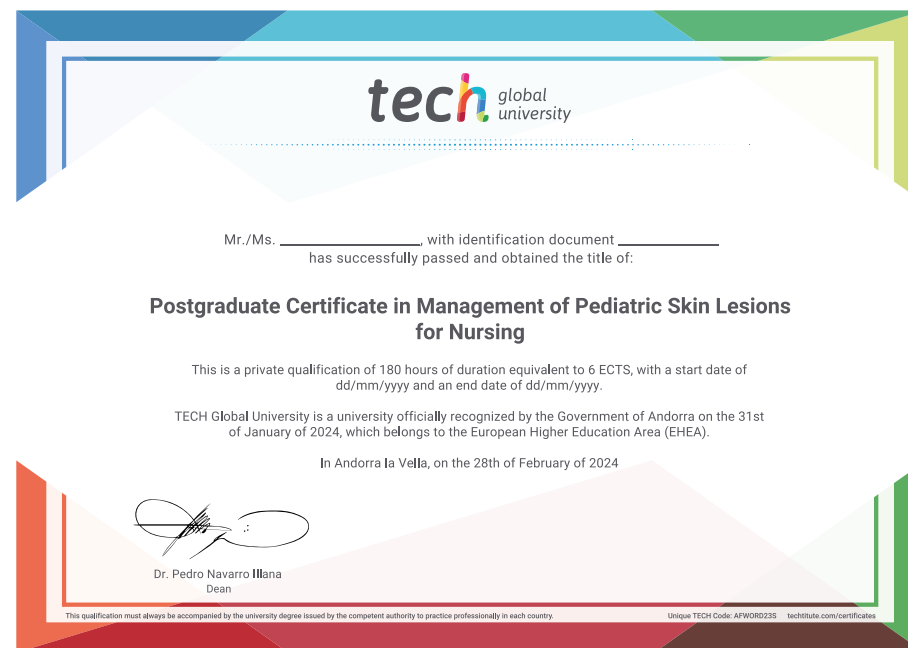 tech global university
Mr./Ms. ____________, with identification document ____________
has successfully passed and obtained the title of:
Postgraduate Certificate in Management of Pediatric Skin Lesions
for Nursing
This is a private qualification of 180 hours of duration equivalent to 6 ECTS, with a start date of
dd/mm/yyyy and an end date of dd/mm/yyyy.
TECH Global University is a university officially recognized by the Government of Andorra on the 31st
of January of 2024, which belongs to the European Higher Education Area (EHEA).
In Andorra la Vella, on the 28th of February of 2024
Dr. Pedro Navarro Illana
Dean
This qualification must always be accompanied by the university degree issued by the competent authority to practice professionally in each country.
Unique TECH Code: AFWORD23S techtitute.com/certificates